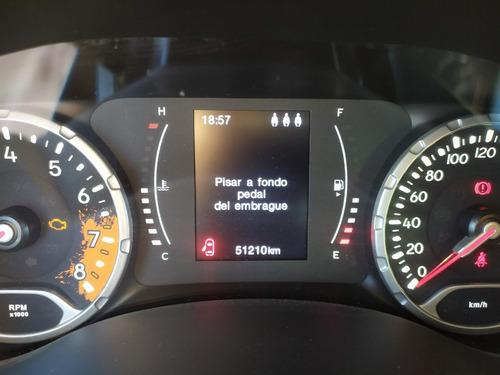 H
18:57
F
4
5
6
7
8
RPM
x1000
Pisar a fondo
pedal
del embrague
51210km
C
E
0
20
40
60
80
100
120
km/h